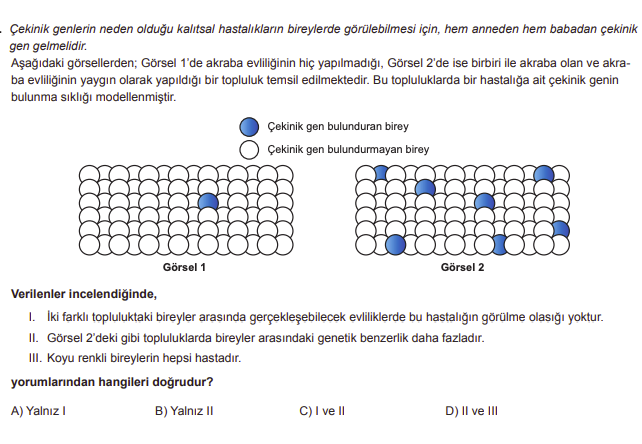 . Çekinik genlerin neden olduğu kalıtsal hastalıkların bireylerde görülebilmesi için, hem anneden hem babadan çekinik
gen gelmelidir.
Aşağıdaki görsellerden; Görsel 1'de akraba evliliğinin hiç yapılmadığı, Görsel 2'de ise birbiri ile akraba olan ve akra-
ba evliliğinin yaygın olarak yapıldığı bir topluluk temsil edilmektedir. Bu topluluklarda bir hastalığa ait çekinik genin
bulunma sıklığı modellenmiştir.
Çekinik gen bulunduran birey
Çekinik gen bulundurmayan birey
Görsel 1
Görsel 2
Verilenler incelendiğinde,
I. İki farklı topluluktaki bireyler arasında gerçekleşebilecek evliliklerde bu hastalığın görülme olasığı yoktur.
II. Görsel 2'deki gibi topluluklarda bireyler arasındaki genetik benzerlik daha fazladır.
III. Koyu renkli bireylerin hepsi hastadır.
yorumlarından hangileri doğrudur?
A) Yalnız I B) Yalnız II C) I ve II D) II ve III